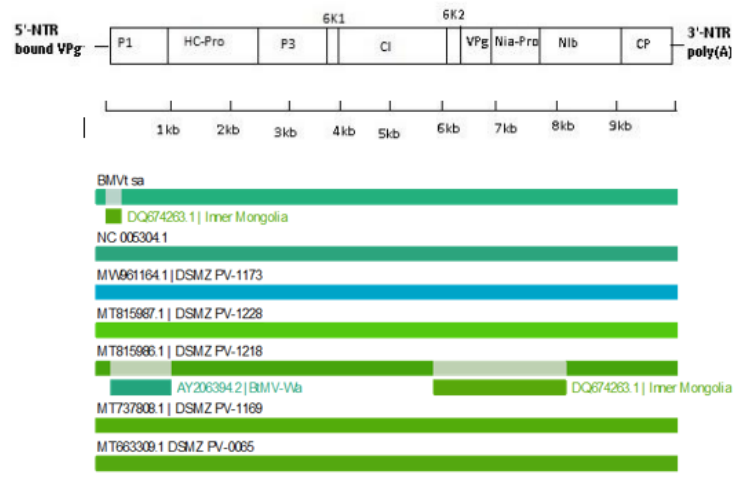 6K1 6K2
5'-NTR bound VPg P1 HC-Pro P3 CI VPg Nia-Pro NIb CP 3'-NTR poly(A)
1kb 2kb 3kb 4kb 5kb 6kb 7kb 8kb 9kb
BMVt sa
DQ674263.1 | Inner Mongolia
NC 005304.1
MW961164.1 | DSMZ PV-1173
MT815987.1 | DSMZ PV-1228
MT815986.1 | DSMZ PV-1218
AY206394.2 | BtMV-Wa DQ674263.1 | Inner Mongolia
MT737808.1 | DSMZ PV-1169
MT663309.1 DSMZ PV-0065